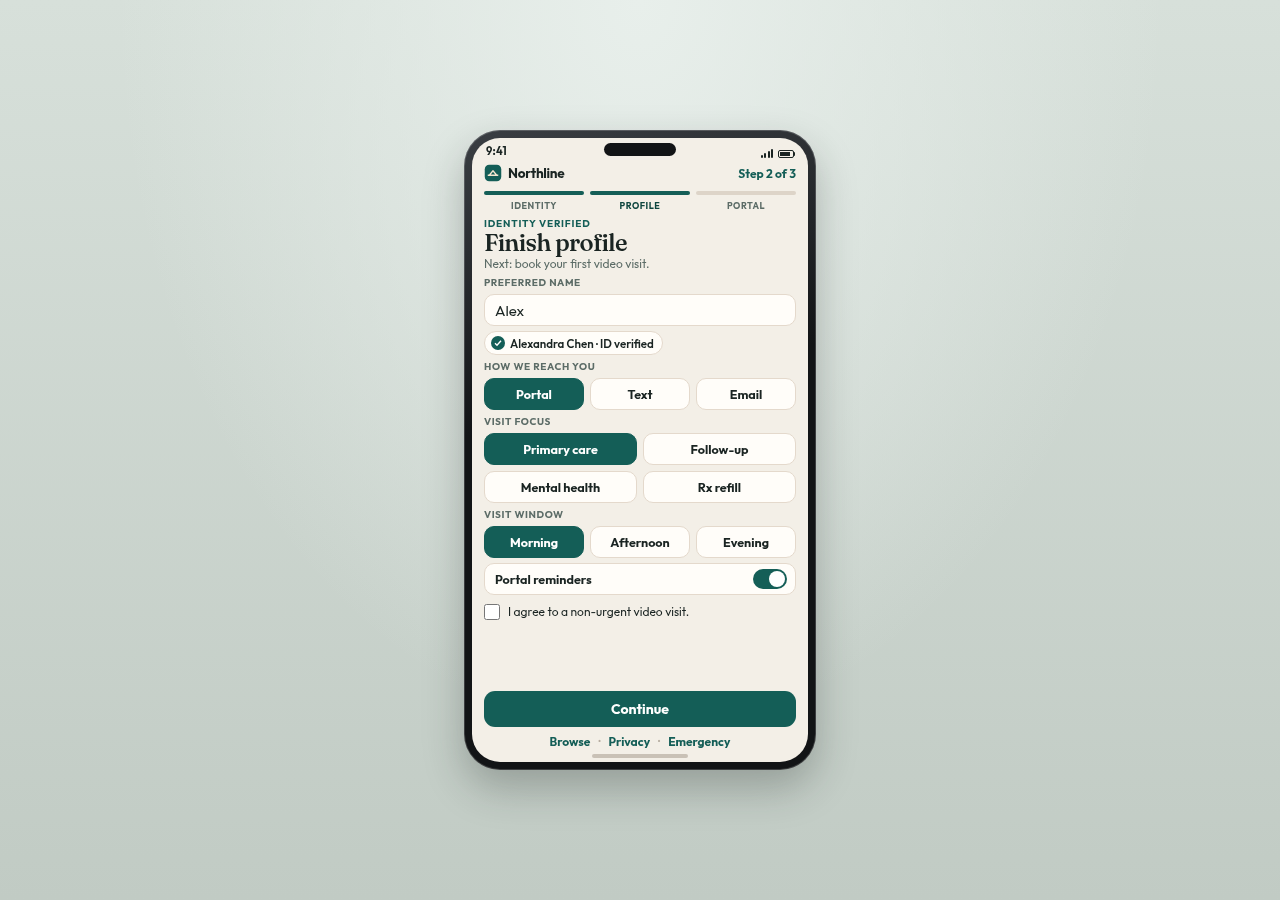 9:41
Northline
Step 2 of 3
IDENTITY PROFILE PORTAL
IDENTITY VERIFIED
Finish profile
Next: book your first video visit.
PREFERRED NAME
Alex
Alexandra Chen · ID verified
HOW WE REACH YOU
Portal Text Email
VISIT FOCUS
Primary care Follow-up
Mental health Rx refill
VISIT WINDOW
Morning Afternoon Evening
Portal reminders
I agree to a non-urgent video visit.
Continue
Browse · Privacy · Emergency